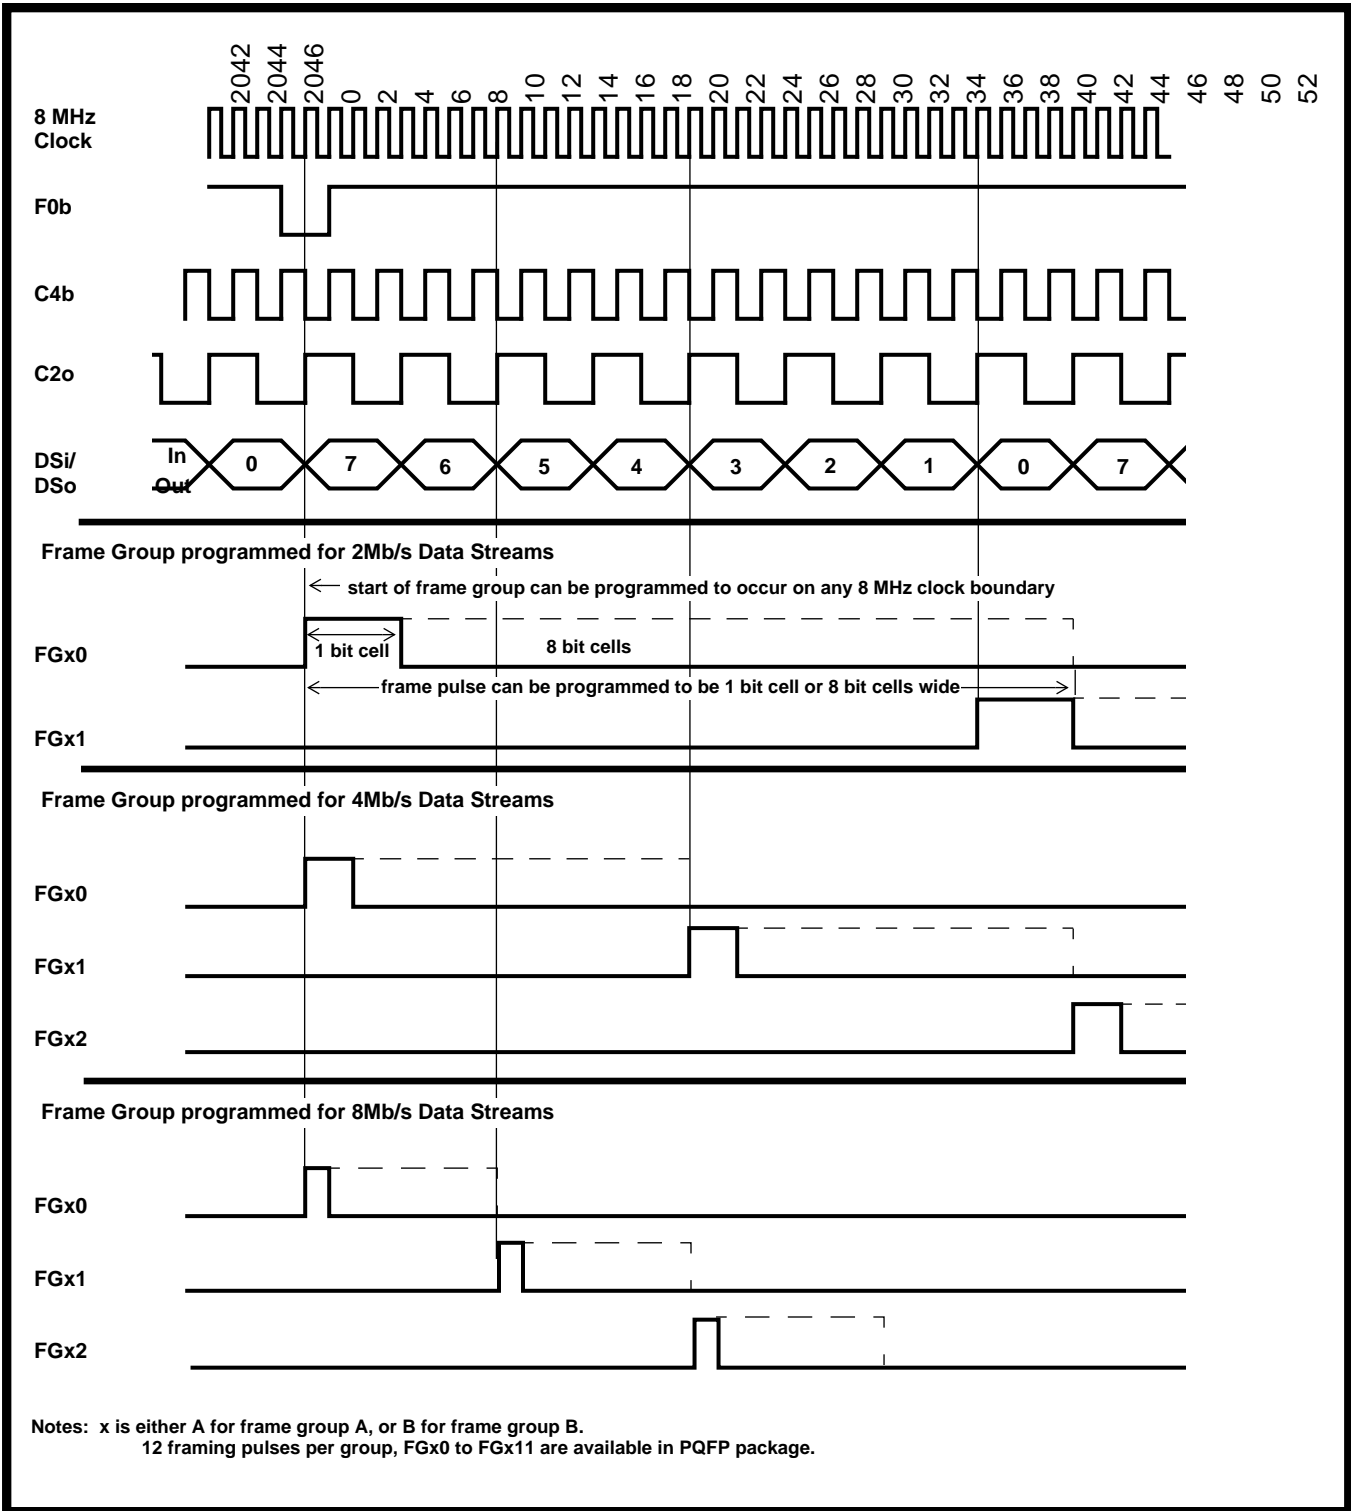 2042 2044 2046 0 2 4 6 8 10 12 14 16 18 20 22 24 26 28 30 32 34 36 38 40 42 44 46 48 50 52
8 MHz
Clock
F0b
C4b
C2o
DSi/
DSo
In
Out
0 7 6 5 4 3 2 1 0 7
Frame Group programmed for 2Mb/s Data Streams
start of frame group can be programmed to occur on any 8 MHz clock boundary
FGx0
1 bit cell
8 bit cells
frame pulse can be programmed to be 1 bit cell or 8 bit cells wide
FGx1
Frame Group programmed for 4Mb/s Data Streams
FGx0
FGx1
FGx2
Frame Group programmed for 8Mb/s Data Streams
FGx0
FGx1
FGx2
Notes: x is either A for frame group A, or B for frame group B.
12 framing pulses per group, FGx0 to FGx11 are available in PQFP package.